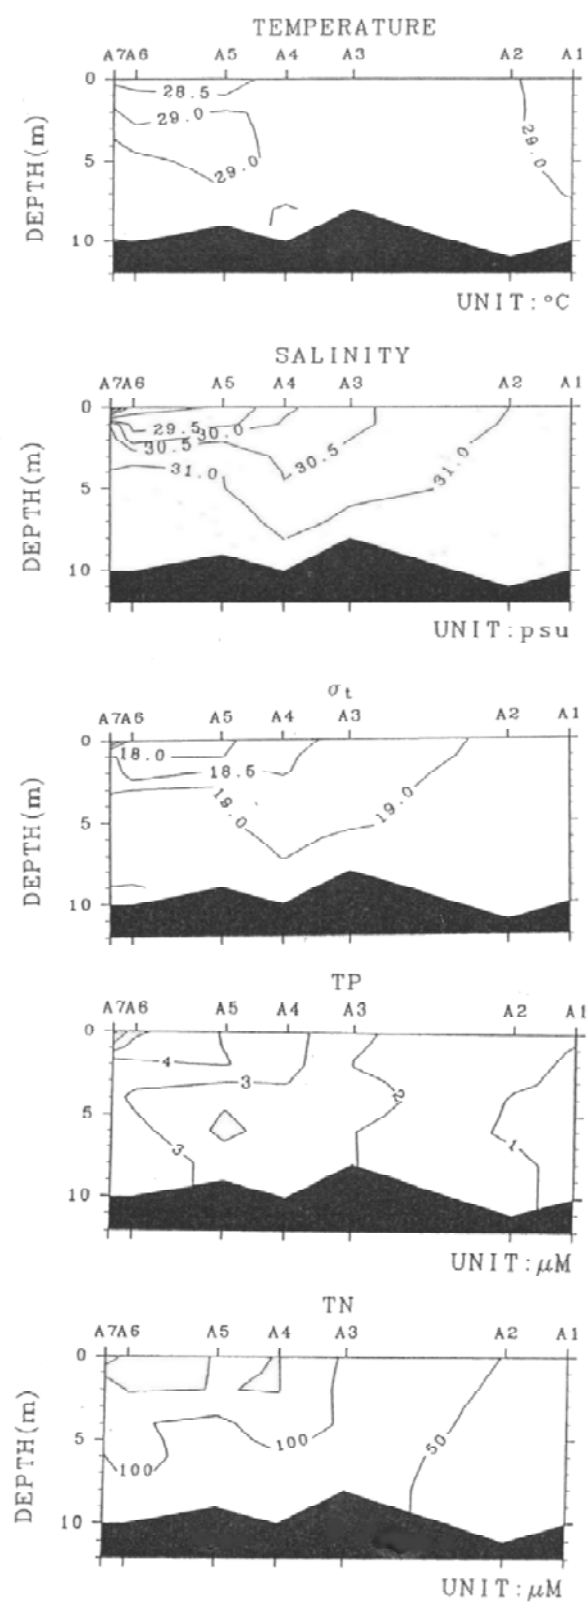 TEMPERATURE
A7A6 A5 A4 A3 A2 A1
0
28.5
29.0
29.0
29.0
5
10
DEPTH(m)
UNIT:°C
SALINITY
A7A6 A5 A4 A3 A2 A1
0
29.5 30.0
30.5 30.5
31.0 31.0
5
10
DEPTH(m)
UNIT:psu
σt
A7A6 A5 A4 A3 A2 A1
0
18.0
18.5
19.0 19.0
5
10
DEPTH(m)
TP
A7A6 A5 A4 A3 A2 A1
0
4
3
2
5
3 1
10
DEPTH(m)
UNIT:μM
TN
A7A6 A5 A4 A3 A2 A1
0
5
100 50
100
10
DEPTH(m)
UNIT:μM